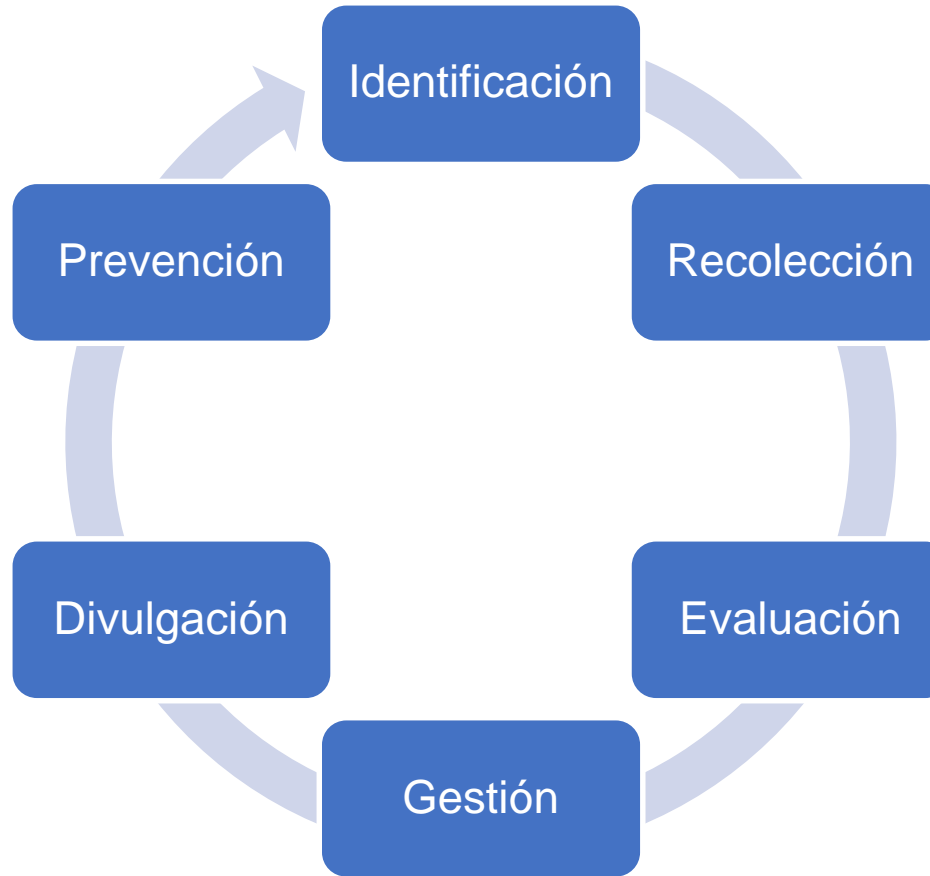 Identificación
Recolección
Evaluación
Gestión
Divulgación
Prevención